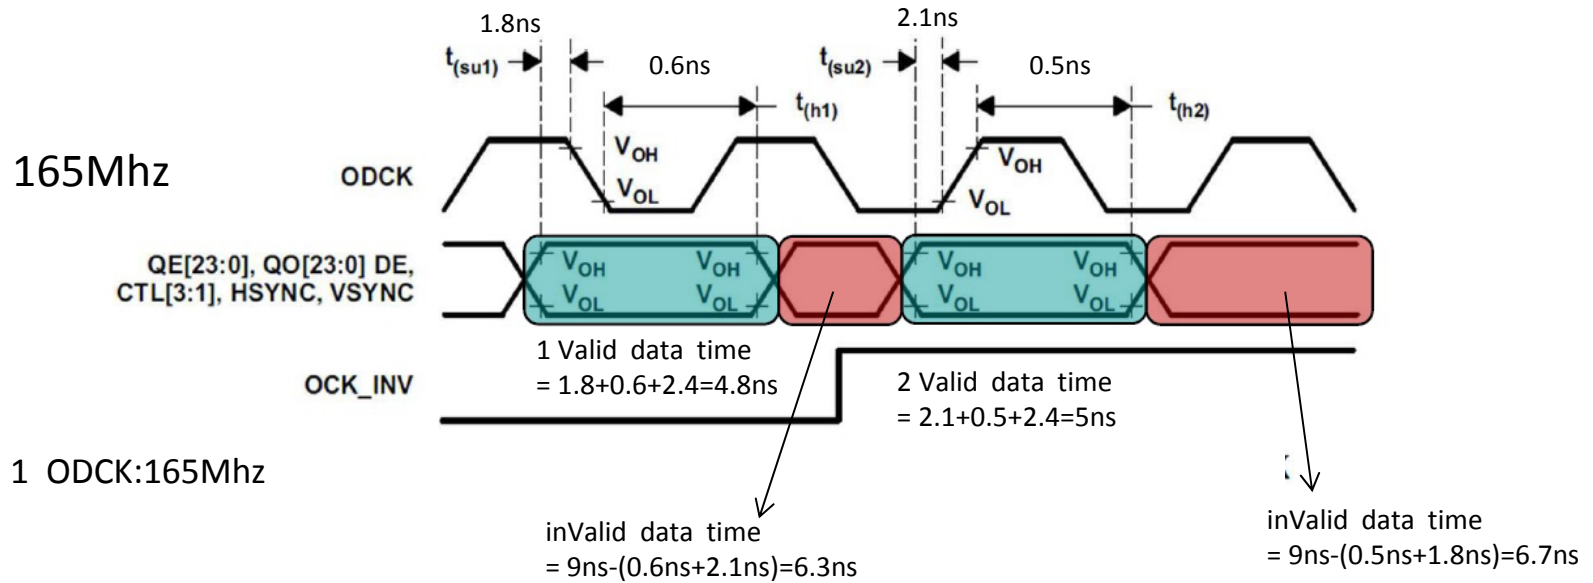 1.8ns
2.1ns
t(su1)
0.6ns
t(su2)
0.5ns
t(h1)
t(h2)
165Mhz
ODCK
VOH
VOL
VOH
VOL
QE[23:0], QO[23:0] DE,
CTL[3:1], HSYNC, VSYNC
VOH
VOH
VOH
VOH
VOL
VOL
VOL
VOL
OCK_INV
1 Valid data time
= 1.8+0.6+2.4=4.8ns
2 Valid data time
= 2.1+0.5+2.4=5ns
1 ODCK:165Mhz
inValid data time
= 9ns-(0.6ns+2.1ns)=6.3ns
inValid data time
= 9ns-(0.5ns+1.8ns)=6.7ns